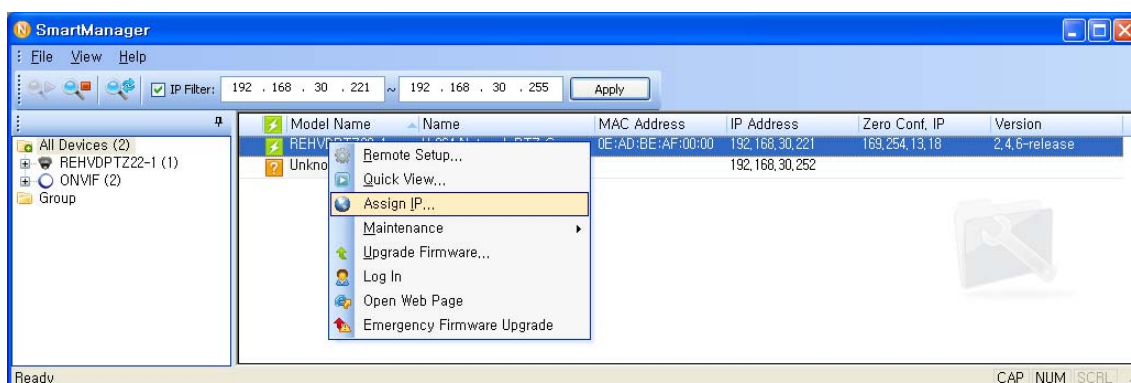 SmartManager
File View Help
IP Filter: 192 . 168 . 30 . 221 ~ 192 . 168 . 30 . 255 Apply
Model Name Name MAC Address IP Address Zero Conf, IP Version
All Devices (2)
REHVDPTZ22-1 (1)
ONVIF (2)
Group
0E:AD:BE:AF:00:00 192,168,30,221 169,254,13,18 2,4,6-release
Unkno 192,168,30,252
Remote Setup...
Quick View...
Assign IP...
Maintenance
Upgrade Firmware...
Log In
Open Web Page
Emergency Firmware Upgrade
Ready CAP NUM SCRL